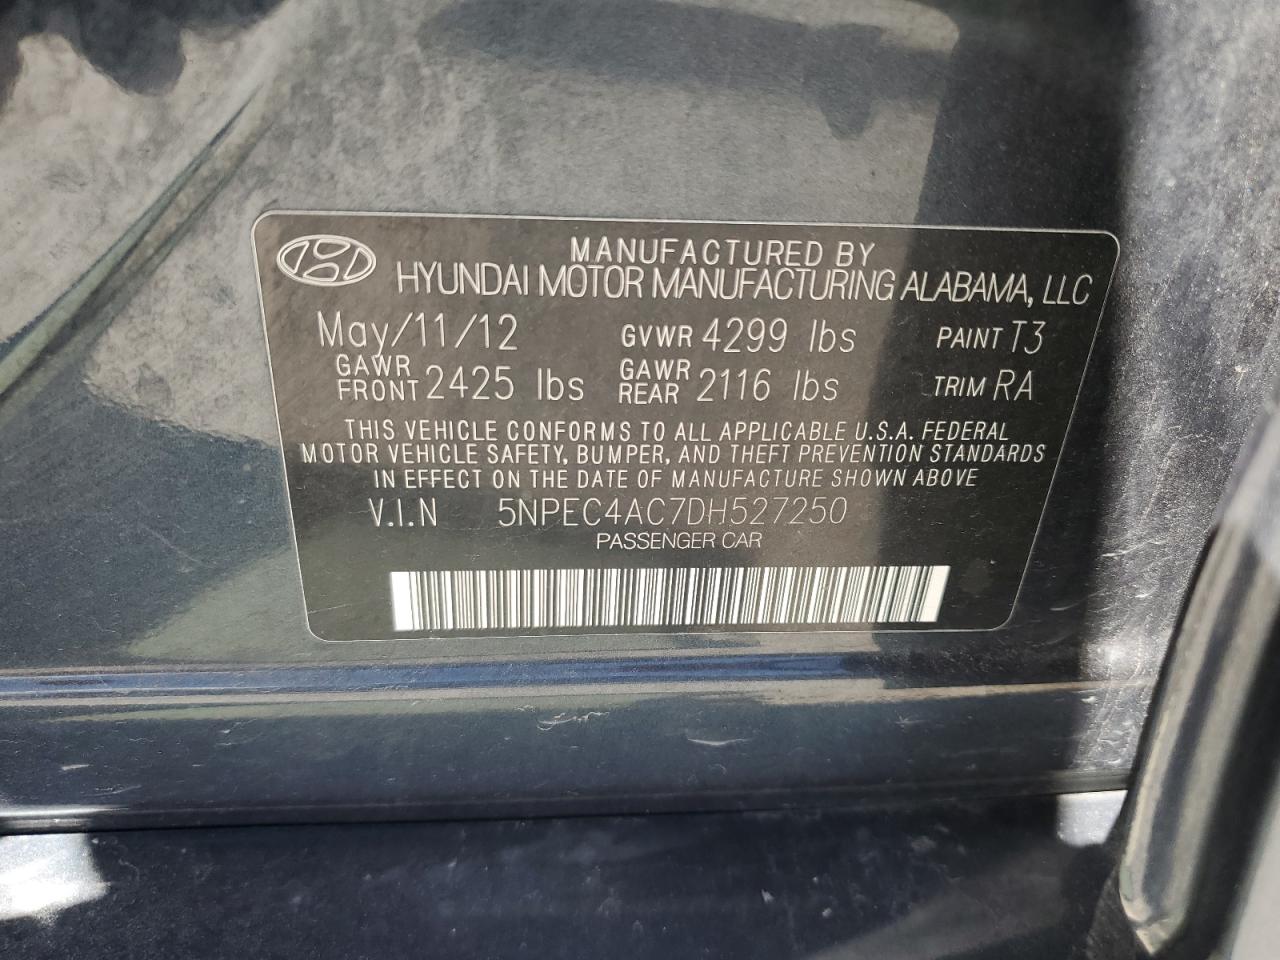 MANUFACTURED BY
HYUNDAI MOTOR MANUFACTURING ALABAMA, LLC
May/11/12 GVWR 4299 lbs PAINT T3
GAWR FRONT 2425 lbs GAWR REAR 2116 lbs TRIM RA
THIS VEHICLE CONFORMS TO ALL APPLICABLE U.S.A. FEDERAL
MOTOR VEHICLE SAFETY, BUMPER, AND THEFT PREVENTION STANDARDS
IN EFFECT ON THE DATE OF MANUFACTURE SHOWN ABOVE
V.I.N 5NPEC4AC7DH527250
PASSENGER CAR